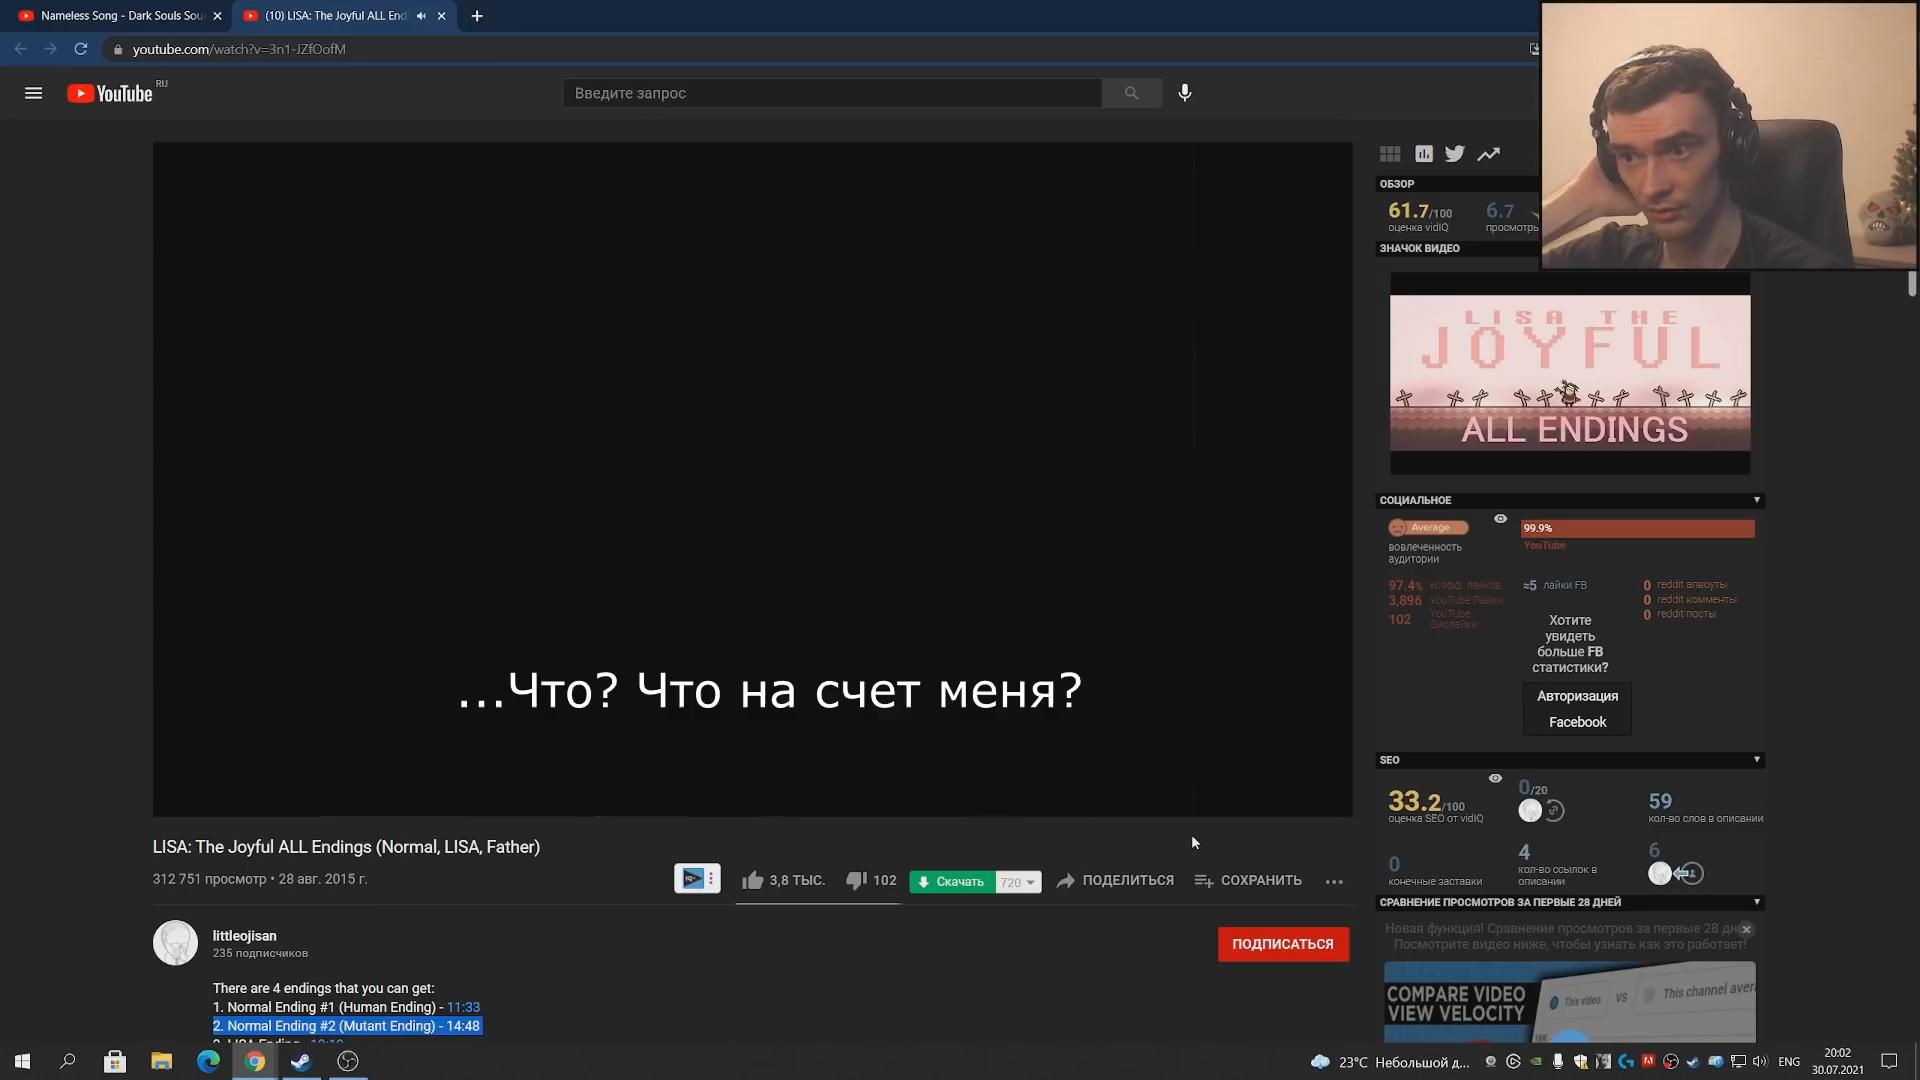 Nameless Song - Dark Souls Sou
(10) LISA: The Joyful ALL Endi
youtube.com/watch?v=3n1-JZfOofM
YouTube RU
Введите запрос
...Что? Что на счет меня?
LISA: The Joyful ALL Endings (Normal, LISA, Father)
312 751 просмотр • 28 авг. 2015 г.
3,8 ТЫС.
102
Скачать
720
ПОДЕЛИТЬСЯ
СОХРАНИТЬ
littleojisan
235 подписчиков
ПОДПИСАТЬСЯ
There are 4 endings that you can get:
1. Normal Ending #1 (Human Ending) - 11:33
2. Normal Ending #2 (Mutant Ending) - 14:48
ОБЗОР
61.7/100
оценка vidIQ
6.7
просмотры
ЗНАЧОК ВИДЕО
LISA THE
JOYFUL
ALL ENDINGS
СОЦИАЛЬНОЕ
Average
вовлеченность
аудитории
99.9%
YouTube
97.4% коэфф. лайков
3,896 YouTube Лайки
102 YouTube
Дислайки
≈5 лайки FB
0 reddit апвоуты
0 reddit комменты
0 reddit посты
Хотите
увидеть
больше FB
статистики?
Авторизация
Facebook
SEO
33.2/100
оценка SEO от vidIQ
0/20
59
кол-во слов в описании
0
конечные заставки
4
кол-во ссылок в
описании
6
СРАВНЕНИЕ ПРОСМОТРОВ ЗА ПЕРВЫЕ 28 ДНЕЙ
Новая функция! Сравнение просмотров за первые 28 дне
Посмотрите видео ниже, чтобы узнать как это работает!
COMPARE VIDEO
VIEW VELOCITY
This video
VS
This channel avera
23°C Небольшой д...
ENG
20:02
30.07.2021